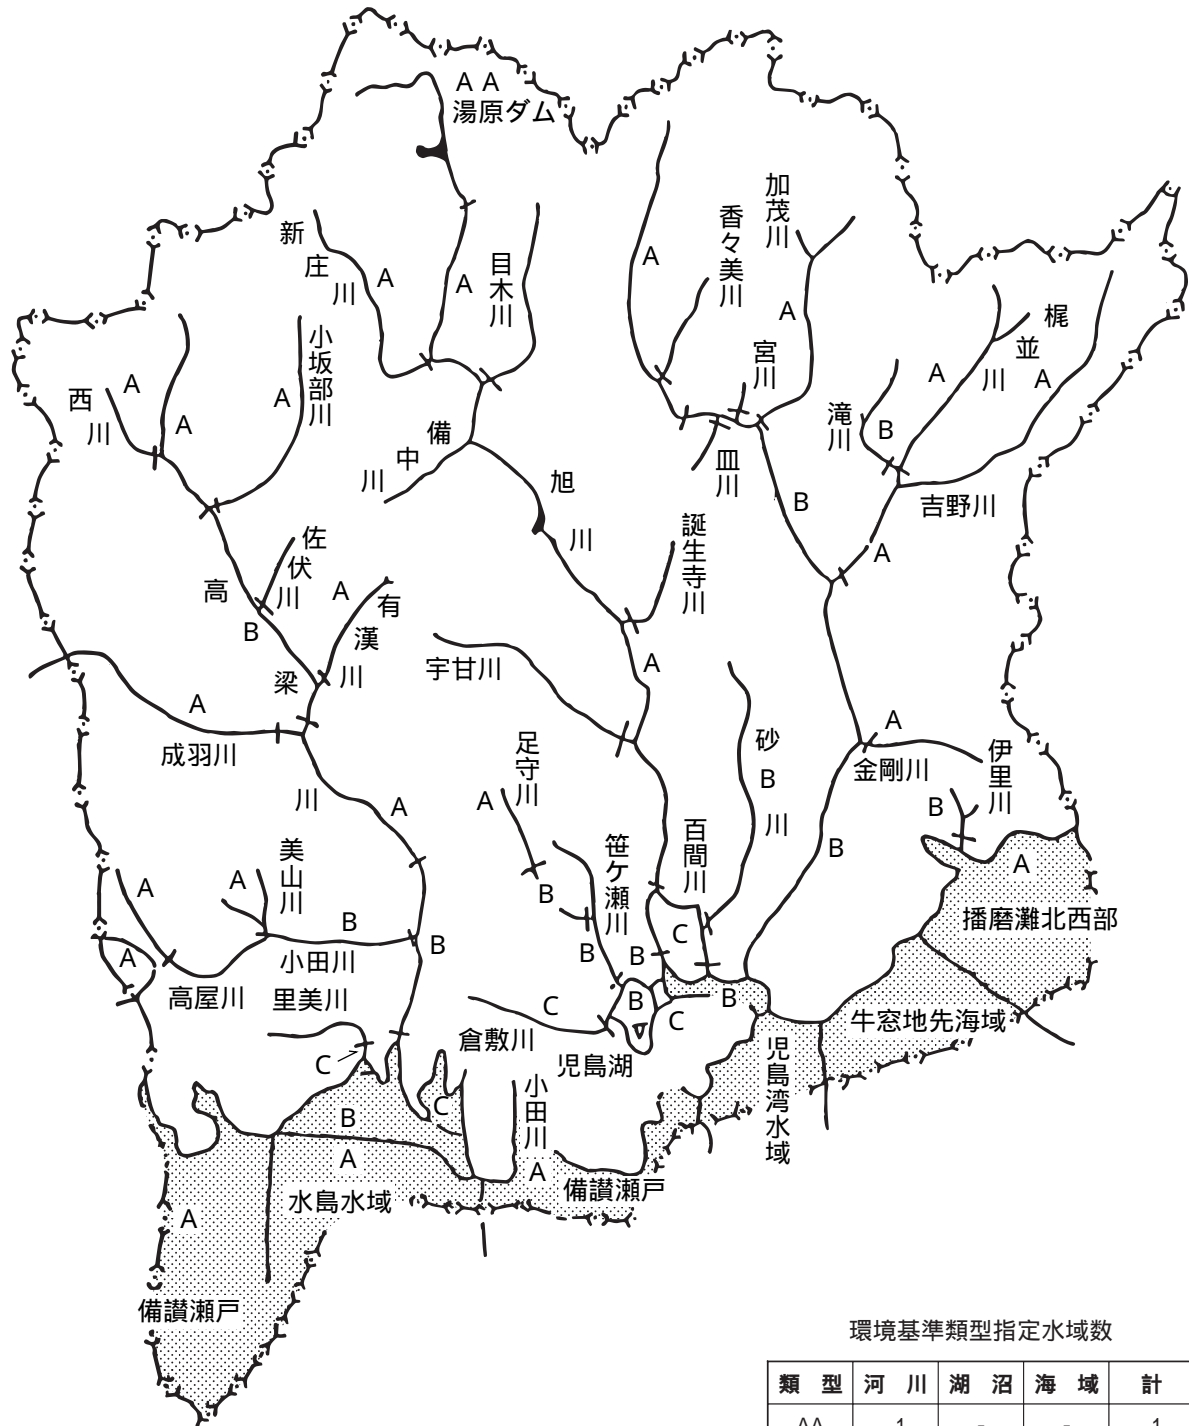 AA
湯原ダム
加茂川
香々美川
新庄川
A
A
目木川
A
A
宮川
梶並川
A
A
小坂部川
A
西川
A
A
滝川
B
備中川
皿川
旭川
B
吉野川
誕生寺川
A
佐伏川
A
有漢川
高梁川
B
宇甘川
A
A
成羽川
足守川
A
砂川
B
A
金剛川
伊里川
B
A
美山川
A
A
笹ケ瀬川
百間川
B
A
播磨灘北西部
B
B
小田川
B
B
B
C
A
高屋川
里美川
C
倉敷川
B
C
B
牛窓地先海域
児島湖
児島湾水域
C
C
小田川
B
A
A
備讃瀬戸
水島水域
A
備讃瀬戸
環境基準類型指定水域数
類型 河川 湖沼 海域 計
AA 1 - - 1